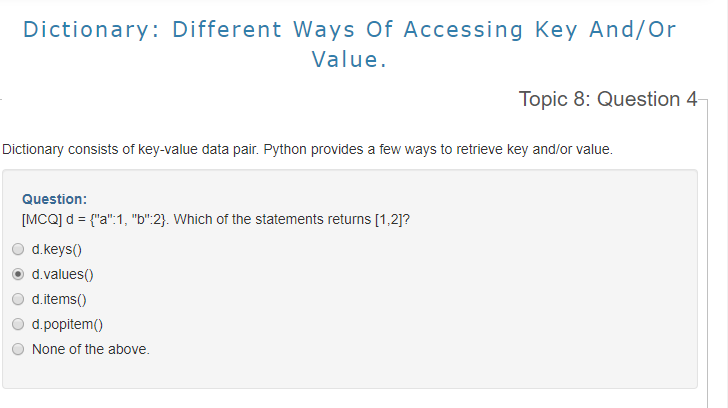 Dictionary: Different Ways Of Accessing Key And/Or
Value.
Topic 8: Question 4
Dictionary consists of key-value data pair. Python provides a few ways to retrieve key and/or value.
Question:
[MCQ] d = {"a":1, "b":2}. Which of the statements returns [1,2]?
d.keys()
d.values()
d.items()
d.popitem()
None of the above.